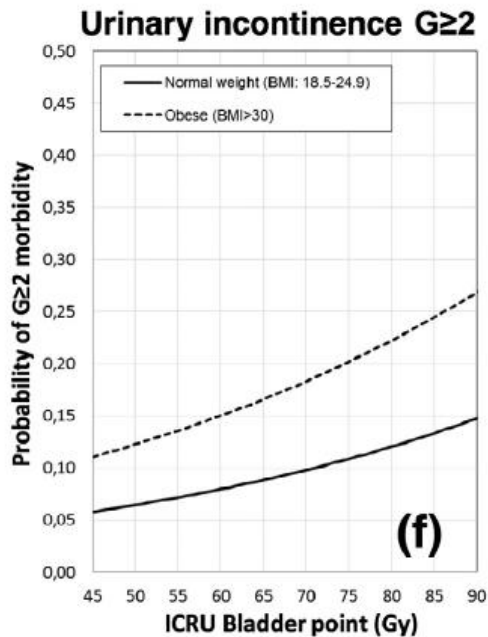 Urinary incontinence G≥2
0,50
Normal weight (BMI: 18.5-24.9)
0,45
Obese (BMI>30)
0,40
0,35
0,30
0,25
0,20
0,15
0,10
0,05
0,00
Probability of G≥2 morbidity
(f)
45 50 55 60 65 70 75 80 85 90
ICRU Bladder point (Gy)